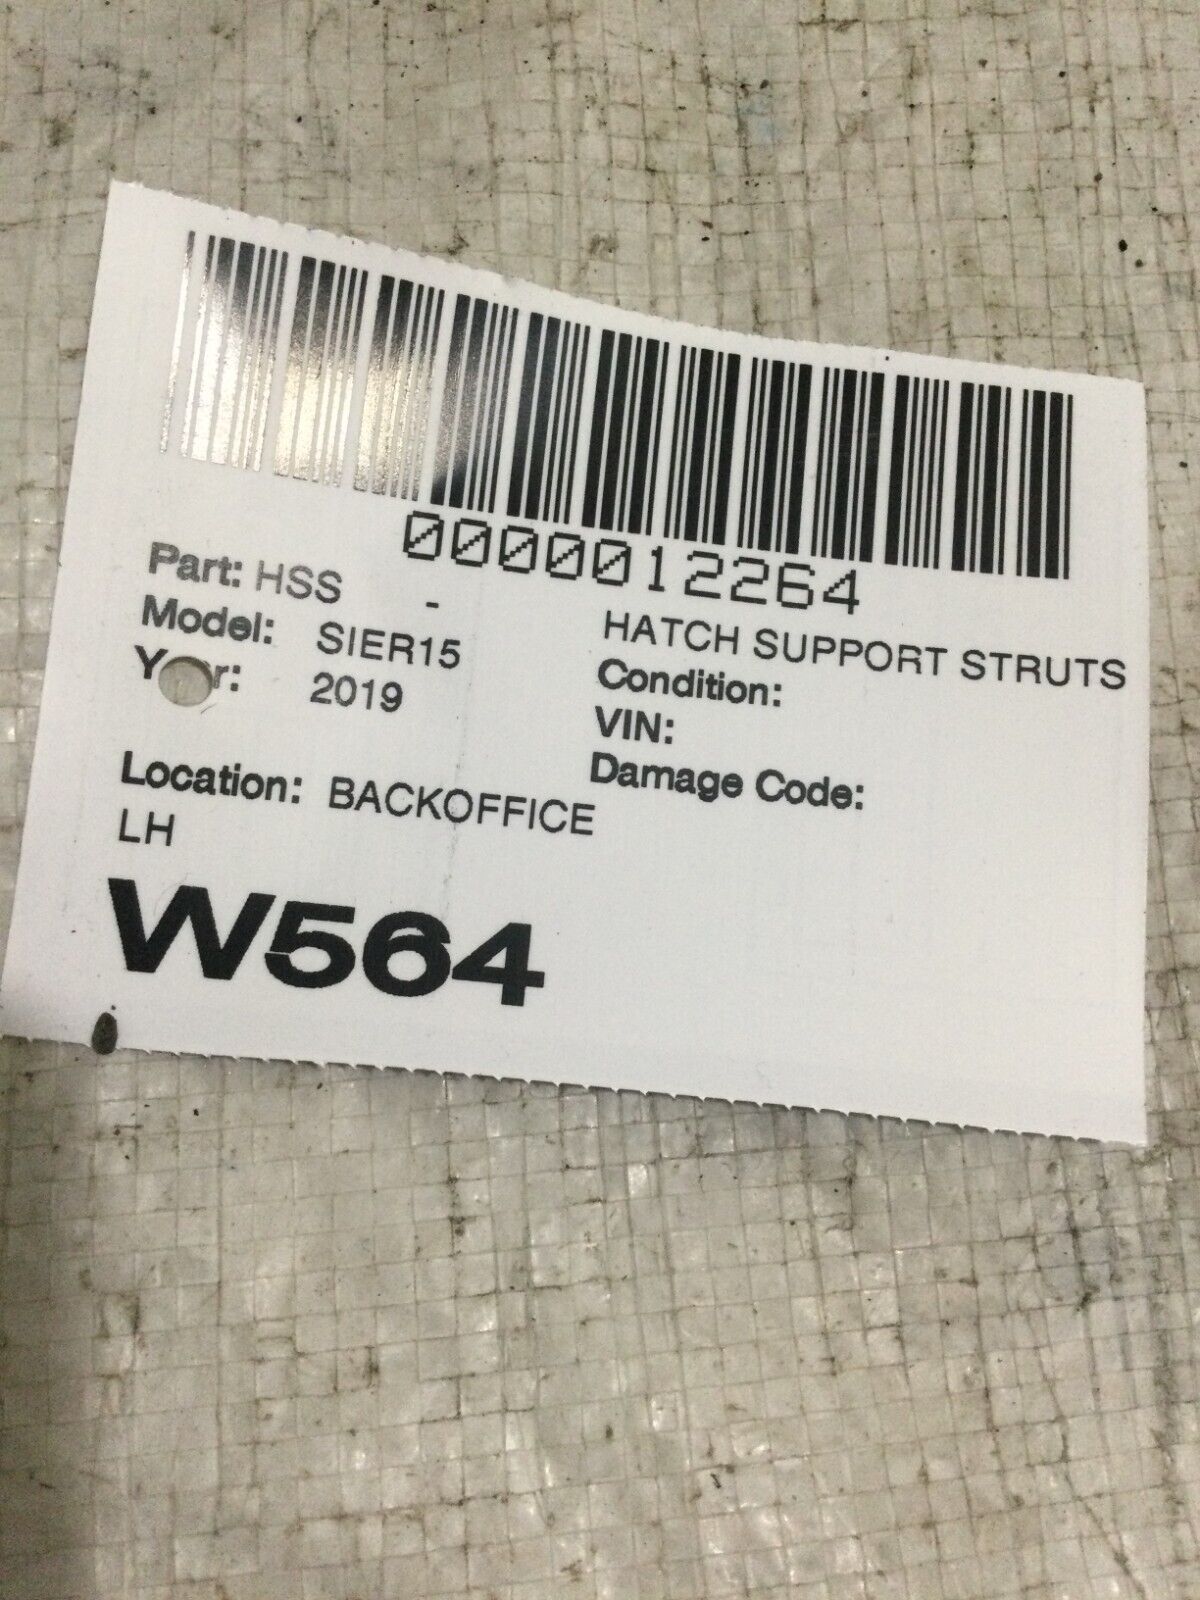 0000012264
Part: HSS -
HATCH SUPPORT STRUTS
Model: SIER15
Condition:
2019
VIN:
Damage Code:
Location: BACKOFFICE
LH
W564